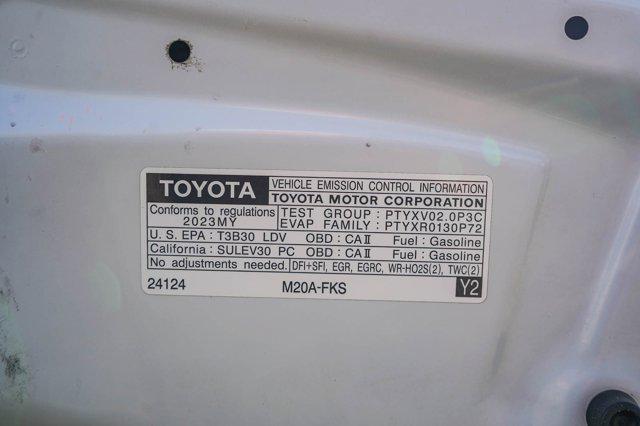 TOYOTA VEHICLE EMISSION CONTROL INFORMATION
TOYOTA MOTOR CORPORATION
Conforms to regulations TEST GROUP : PTYXV02.0P3C
2023MY EVAP FAMILY : PTYXR0130P72
U.S. EPA : T3B30 LDV OBD : CAⅡ Fuel : Gasoline
California : SULEV30 PC OBD : CAⅡ Fuel : Gasoline
No adjustments needed. DFI+SFI, EGR, EGRC, WR-HO2S(2), TWC(2)
24124 M20A-FKS Y2